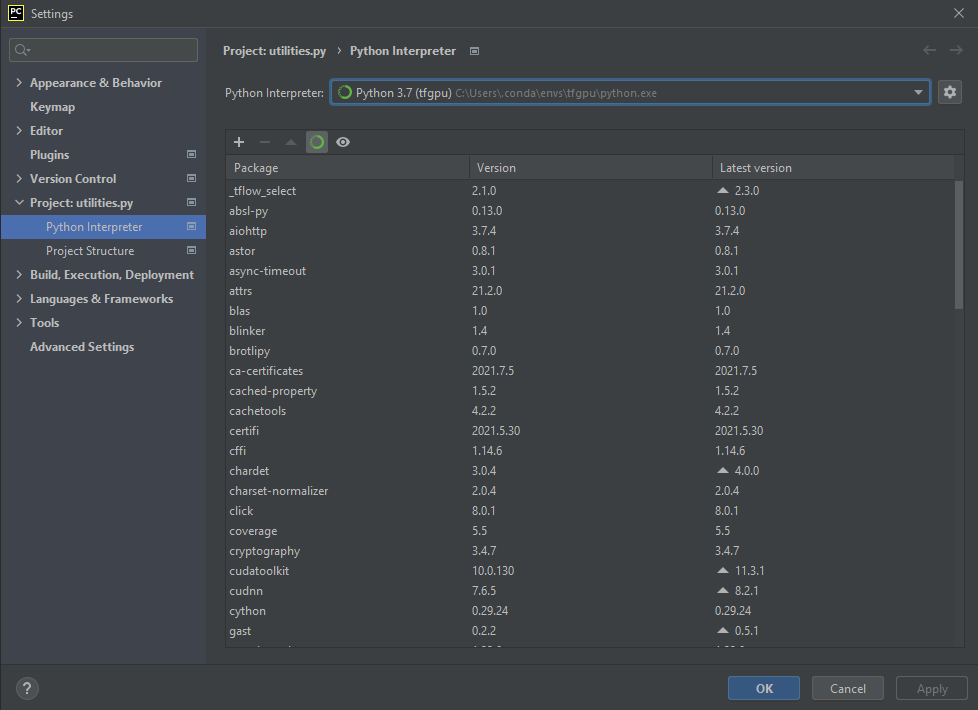 PC Settings
Project: utilities.py › Python Interpreter
Appearance & Behavior
Keymap
Editor
Plugins
Version Control
Project: utilities.py
Python Interpreter
Project Structure
Build, Execution, Deployment
Languages & Frameworks
Tools
Advanced Settings
Python Interpreter: Python 3.7 (tfgpu) C:\Users\.conda\envs\tfgpu\python.exe
Package Version Latest version
_tflow_select 2.1.0 2.3.0
absl-py 0.13.0 0.13.0
aiohttp 3.7.4 3.7.4
astor 0.8.1 0.8.1
async-timeout 3.0.1 3.0.1
attrs 21.2.0 21.2.0
blas 1.0 1.0
blinker 1.4 1.4
brotlipy 0.7.0 0.7.0
ca-certificates 2021.7.5 2021.7.5
cached-property 1.5.2 1.5.2
cachetools 4.2.2 4.2.2
certifi 2021.5.30 2021.5.30
cffi 1.14.6 1.14.6
chardet 3.0.4 4.0.0
charset-normalizer 2.0.4 2.0.4
click 8.0.1 8.0.1
coverage 5.5 5.5
cryptography 3.4.7 3.4.7
cudatoolkit 10.0.130 11.3.1
cudnn 7.6.5 8.2.1
cython 0.29.24 0.29.24
gast 0.2.2 0.5.1
? OK Cancel Apply